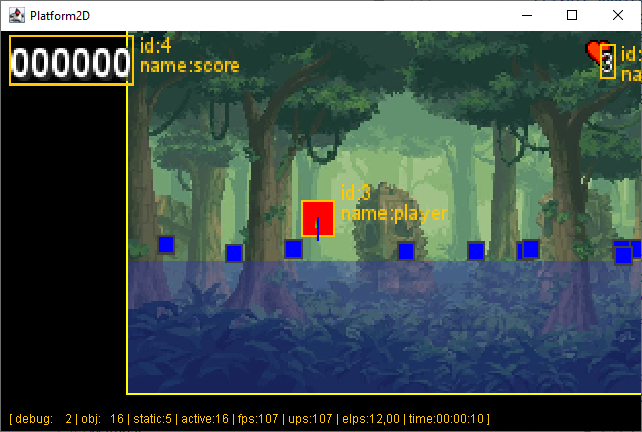 Platform2D
000000
id:4
name:score
3
id:
na
id:3
name:player
[ debug: 2 | obj: 16 | static:5 | active:16 | fps:107 | ups:107 | elps:12,00 | time:00:00:10 ]